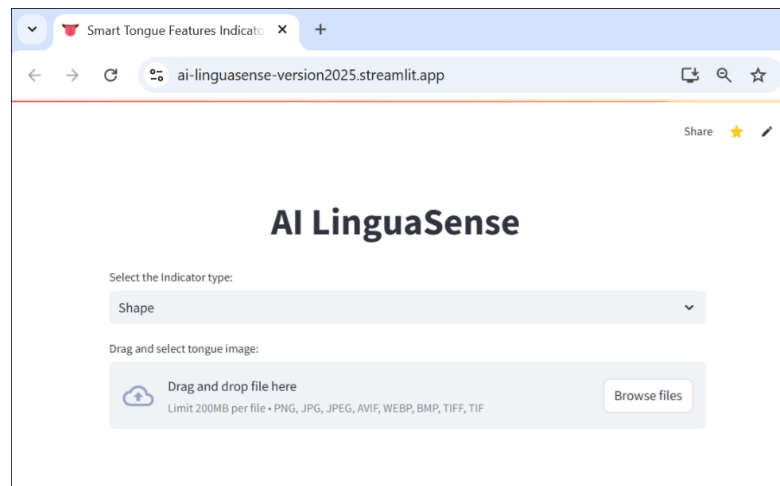 Smart Tongue Features Indicato
ai-linguasense-version2025.streamlit.app
Share
AI LinguaSense
Select the Indicator type:
Shape
Drag and select tongue image:
Drag and drop file here
Limit 200MB per file • PNG, JPG, JPEG, AVIF, WEBP, BMP, TIFF, TIF
Browse files